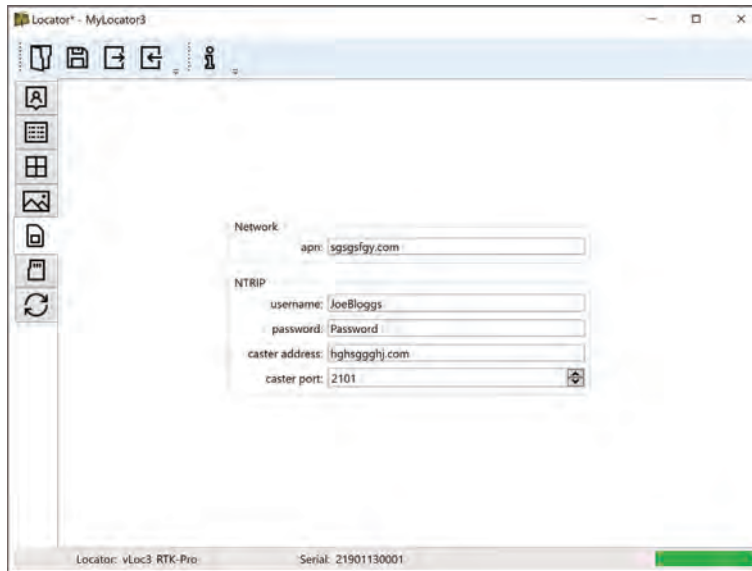 Locator* - MyLocator3
Network
apn: sgsgsfgy.com
NTRIP
username: JoeBloggs
password: Password
caster address: hghsggghj.com
caster port: 2101
Locator: vLoc3 RTK-Pro Serial: 21901130001